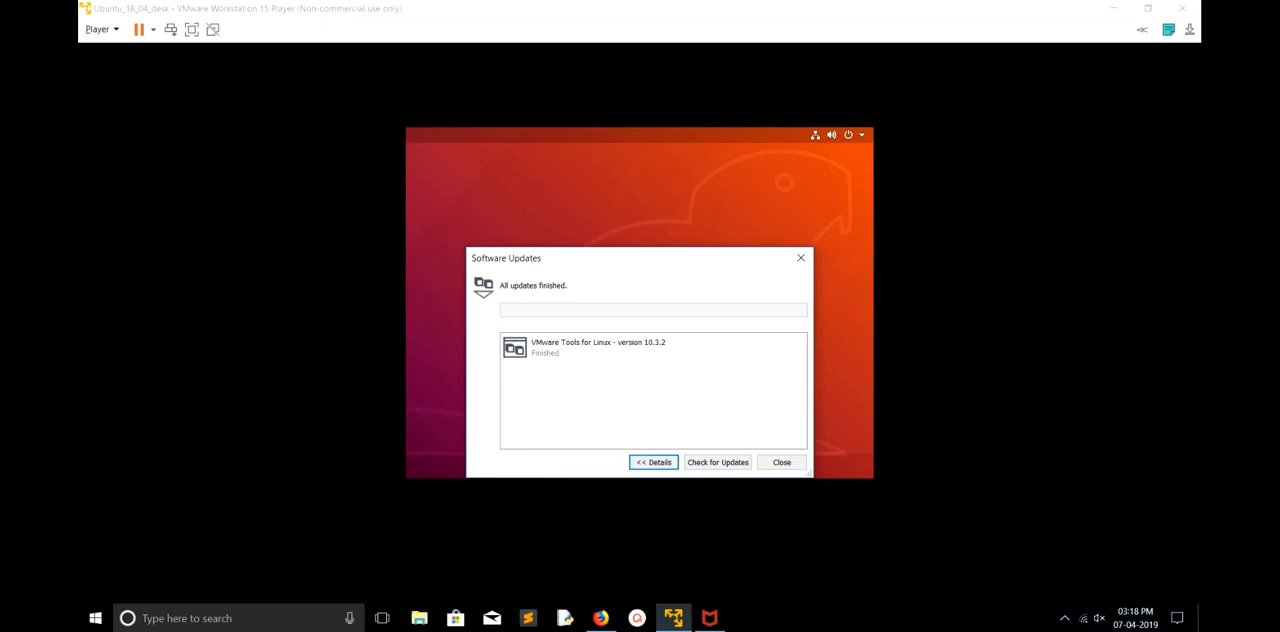 Ubuntu_18_04_desk - VMware Workstation 15 Player (Non-commercial use only)
Player
Software Updates
All updates finished.
VMware Tools for Linux - version 10.3.2
Finished
<< Details
Check for Updates
Close
Type here to search
03:18 PM
07-04-2019